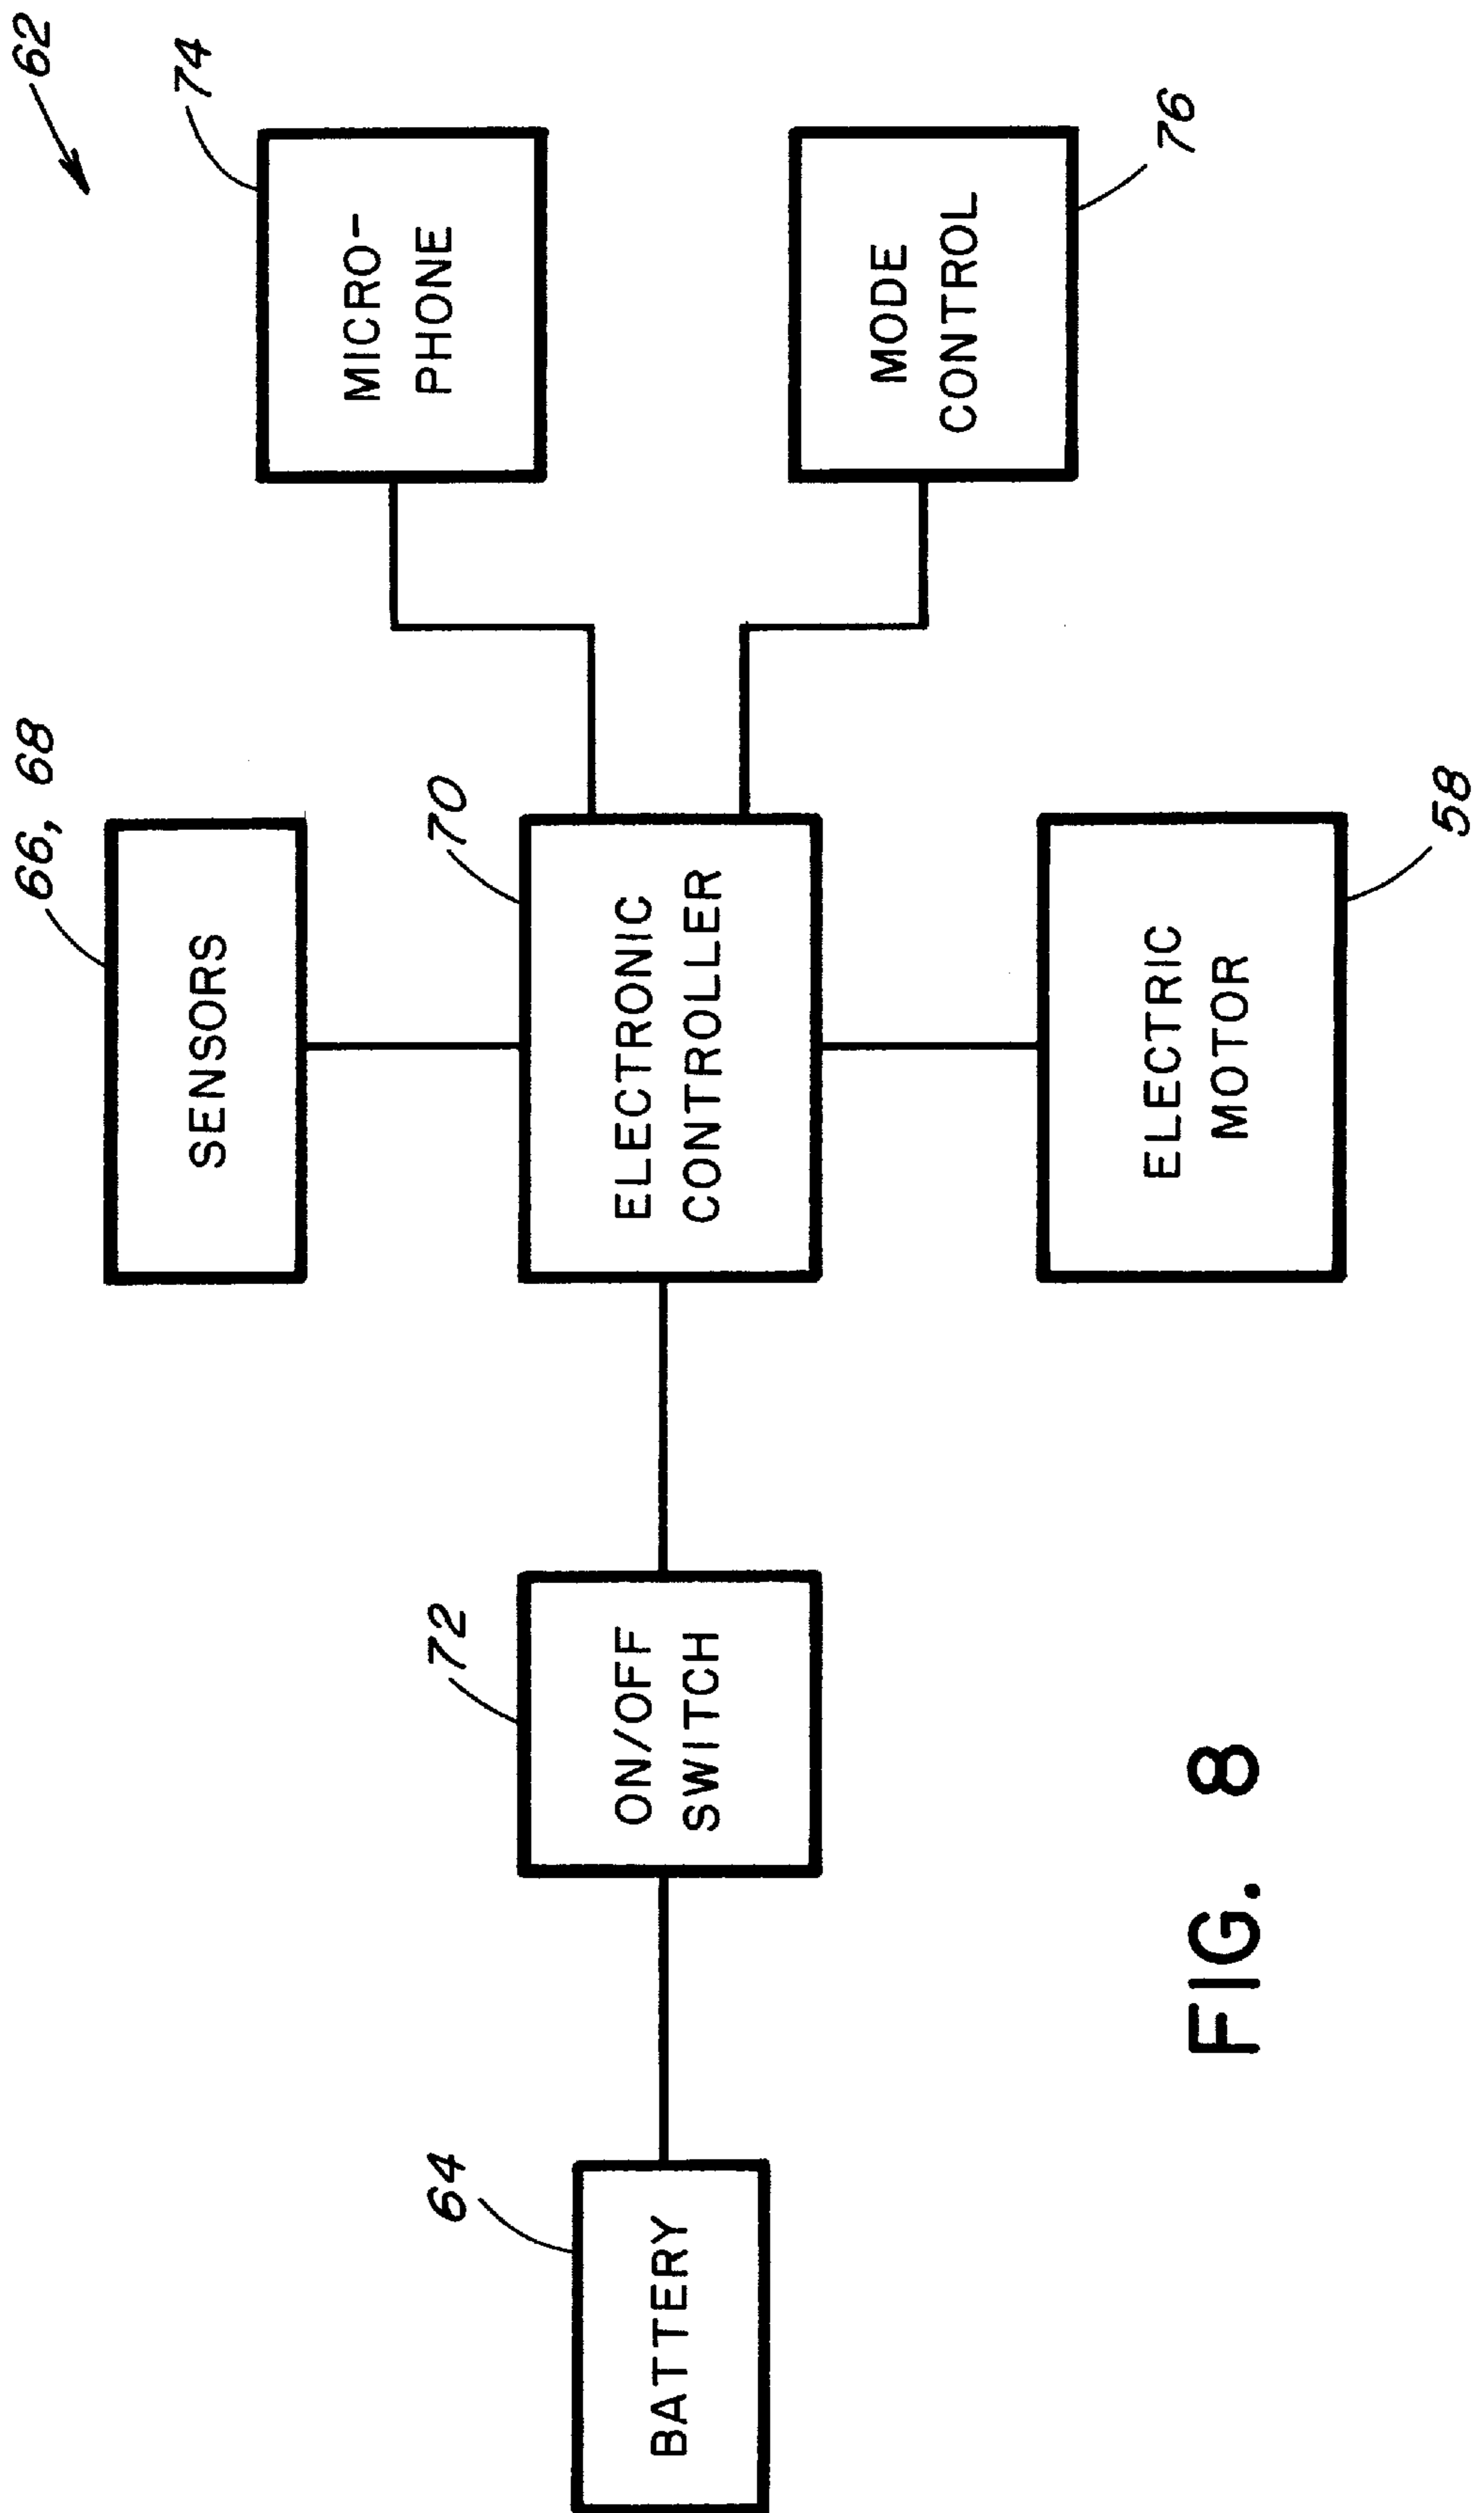 62
66, 68
74
SENSORS
MICRO-
PHONE
64
72
70
BATTERY
ON/OFF
SWITCH
ELECTRONIC
CONTROLLER
MODE
CONTROL
76
ELECTRIC
MOTOR
58
FIG. 8